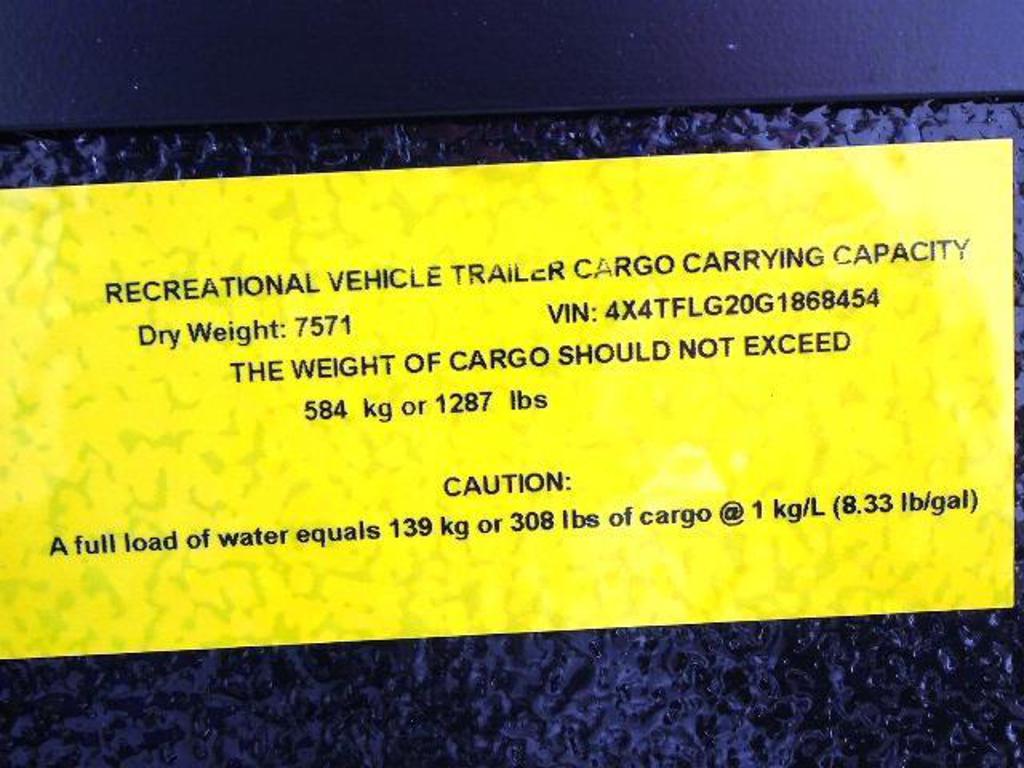 RECREATIONAL VEHICLE TRAILER CARGO CARRYING CAPACITY
Dry Weight: 7571 VIN: 4X4TFLG20G1868454
THE WEIGHT OF CARGO SHOULD NOT EXCEED
584 kg or 1287 lbs
CAUTION:
A full load of water equals 139 kg or 308 lbs of cargo @ 1 kg/L (8.33 lb/gal)